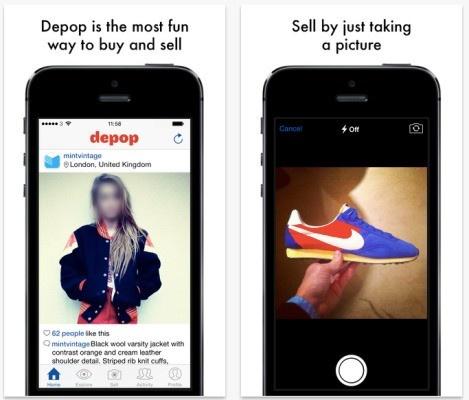 Depop is the most fun
way to buy and sell
3
11:58
depop
mintvintage
London, United Kingdom
62 people like this
mintvintage Black wool varsity jacket with
contrast orange and cream leather
shoulder detail. Striped rib knit cuffs,
Home Explore Sell Activity Profile
Sell by just taking
a picture
Cancel Off